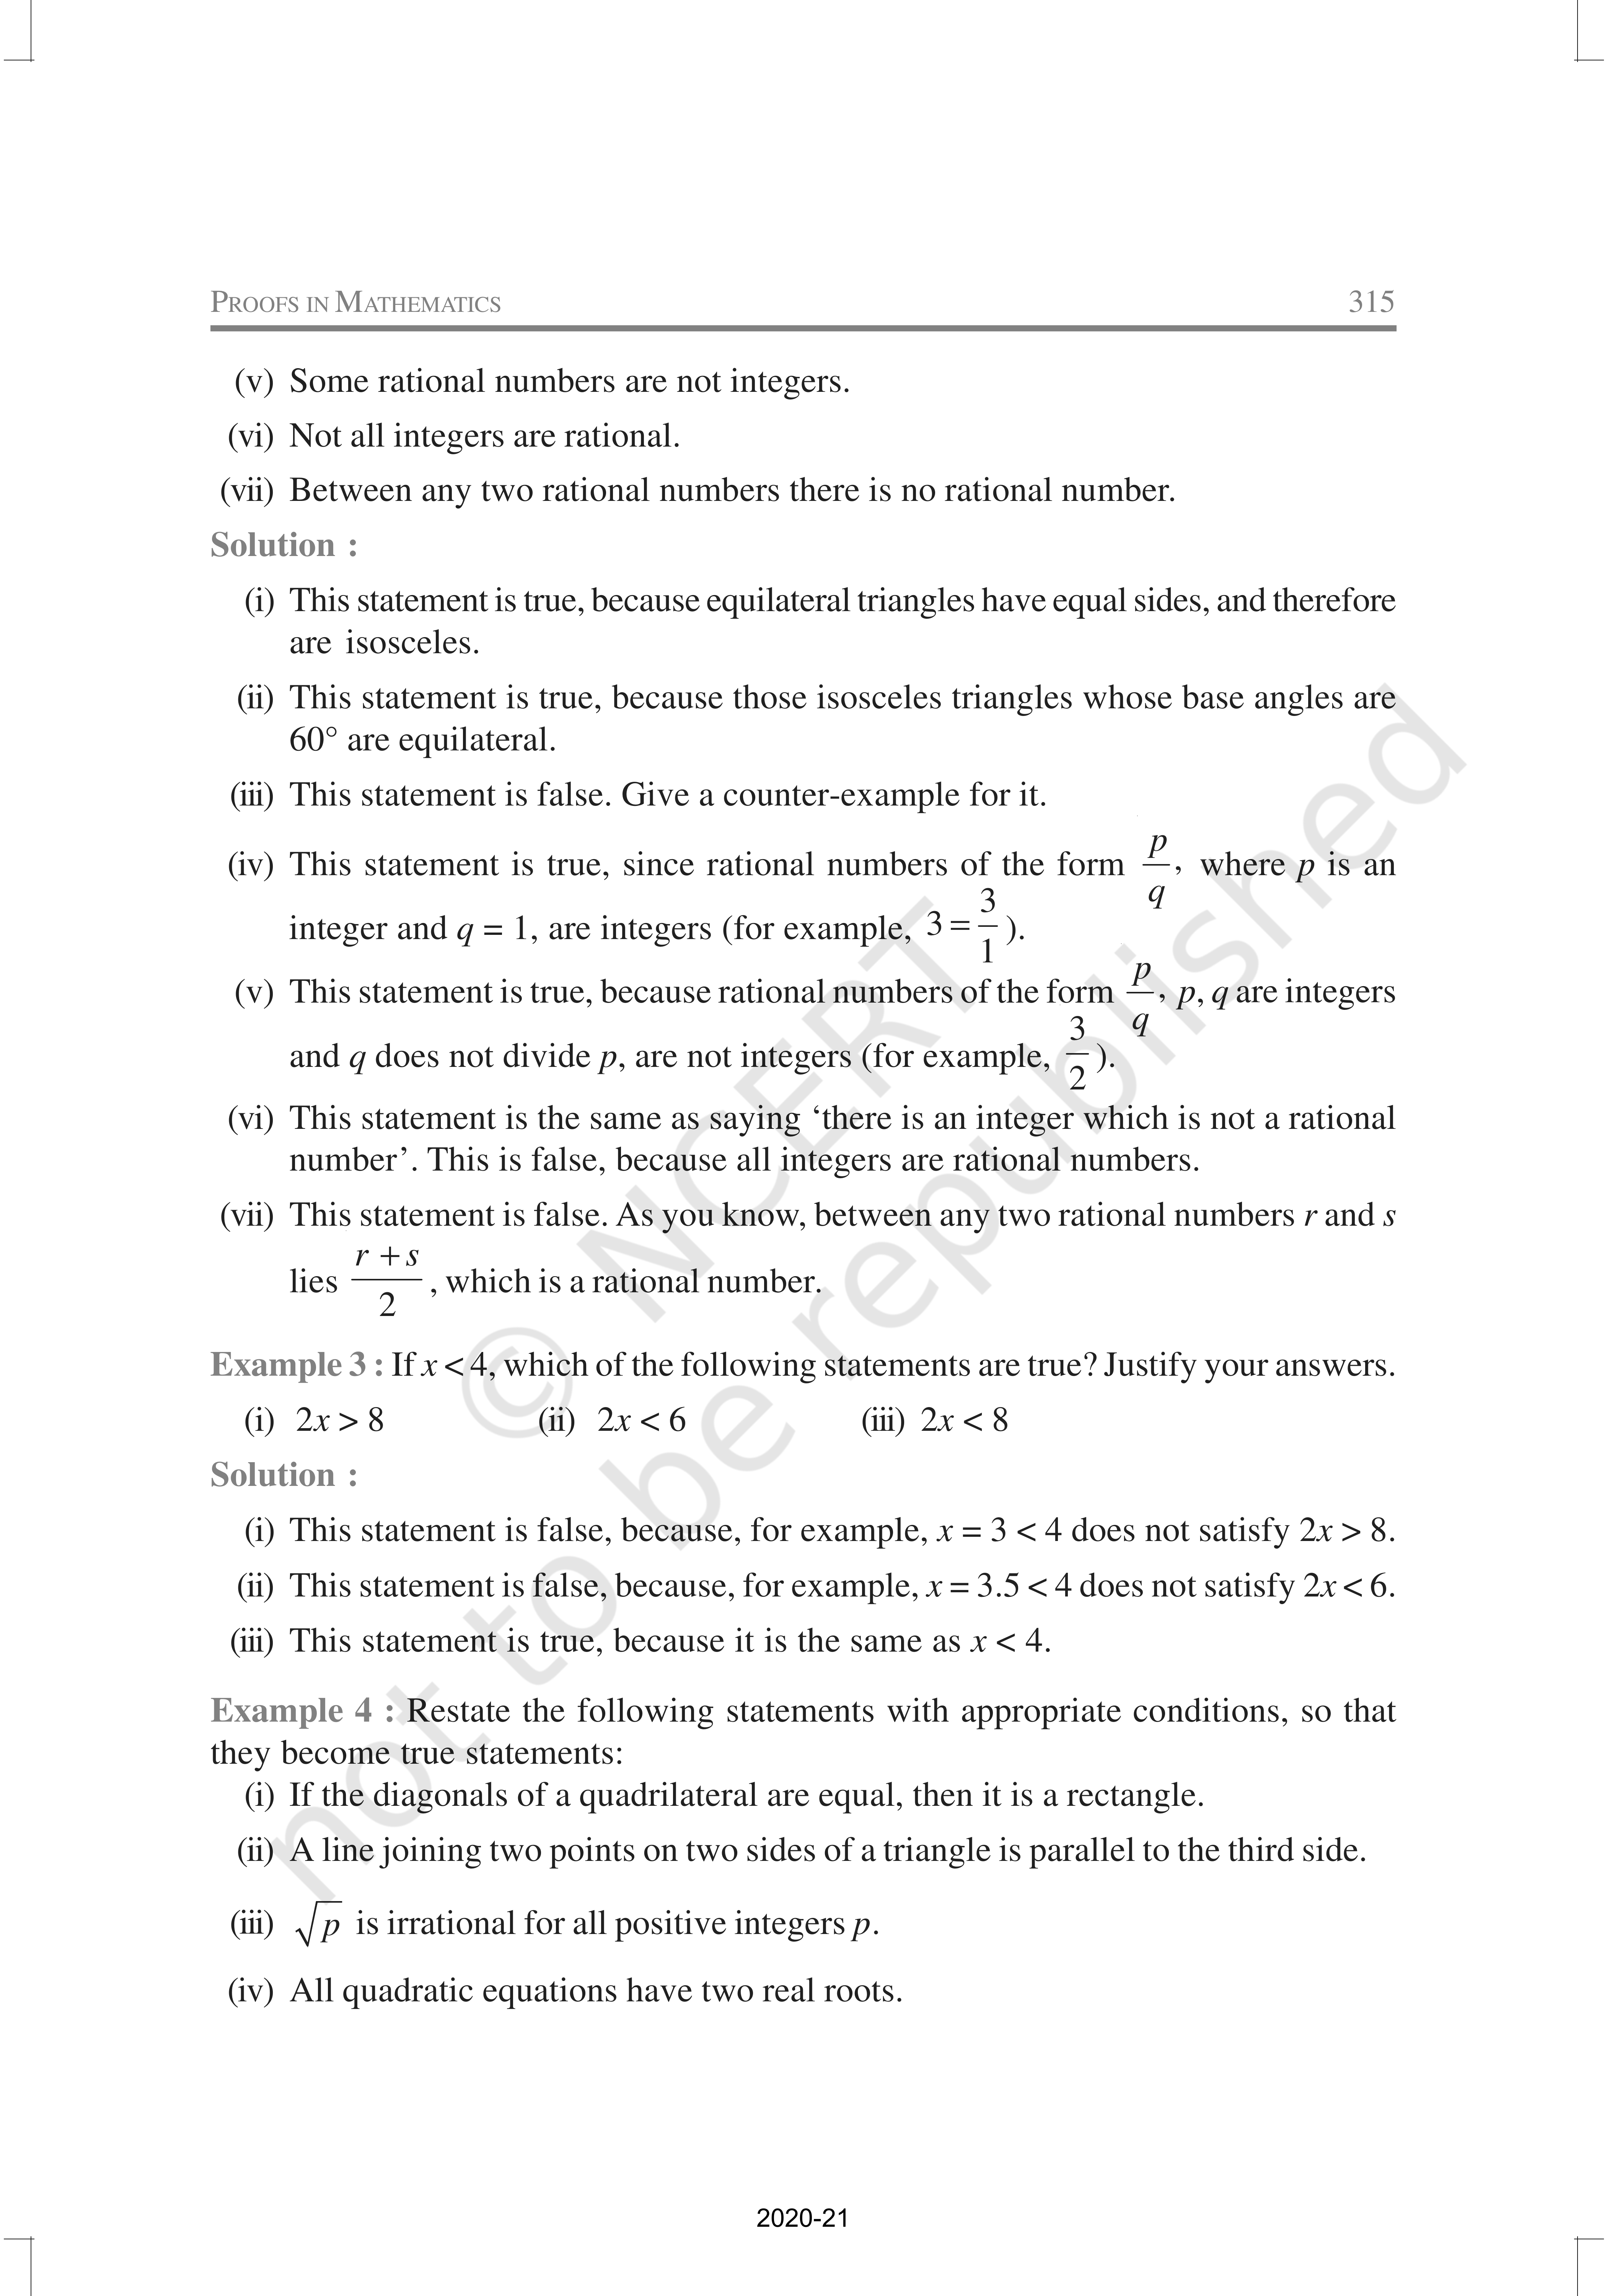 PROOFS IN MATHEMATICS 315
(v) Some rational numbers are not integers.
(vi) Not all integers are rational.
(vii) Between any two rational numbers there is no rational number.
Solution :
(i) This statement is true, because equilateral triangles have equal sides, and therefore
are isosceles.
(ii) This statement is true, because those isosceles triangles whose base angles are
60° are equilateral.
(iii) This statement is false. Give a counter-example for it.
(iv) This statement is true, since rational numbers of the form p/q, where p is an
integer and q = 1, are integers (for example, 3 = 3/1).
(v) This statement is true, because rational numbers of the form p/q, p, q are integers
and q does not divide p, are not integers (for example, 3/2).
(vi) This statement is the same as saying ‘there is an integer which is not a rational
number’. This is false, because all integers are rational numbers.
(vii) This statement is false. As you know, between any two rational numbers r and s
lies (r + s)/2, which is a rational number.
Example 3 : If x < 4, which of the following statements are true? Justify your answers.
(i) 2x > 8 (ii) 2x < 6 (iii) 2x < 8
Solution :
(i) This statement is false, because, for example, x = 3 < 4 does not satisfy 2x > 8.
(ii) This statement is false, because, for example, x = 3.5 < 4 does not satisfy 2x < 6.
(iii) This statement is true, because it is the same as x < 4.
Example 4 : Restate the following statements with appropriate conditions, so that
they become true statements:
(i) If the diagonals of a quadrilateral are equal, then it is a rectangle.
(ii) A line joining two points on two sides of a triangle is parallel to the third side.
(iii) √p is irrational for all positive integers p.
(iv) All quadratic equations have two real roots.
© NCERT
not to be republished
2020-21